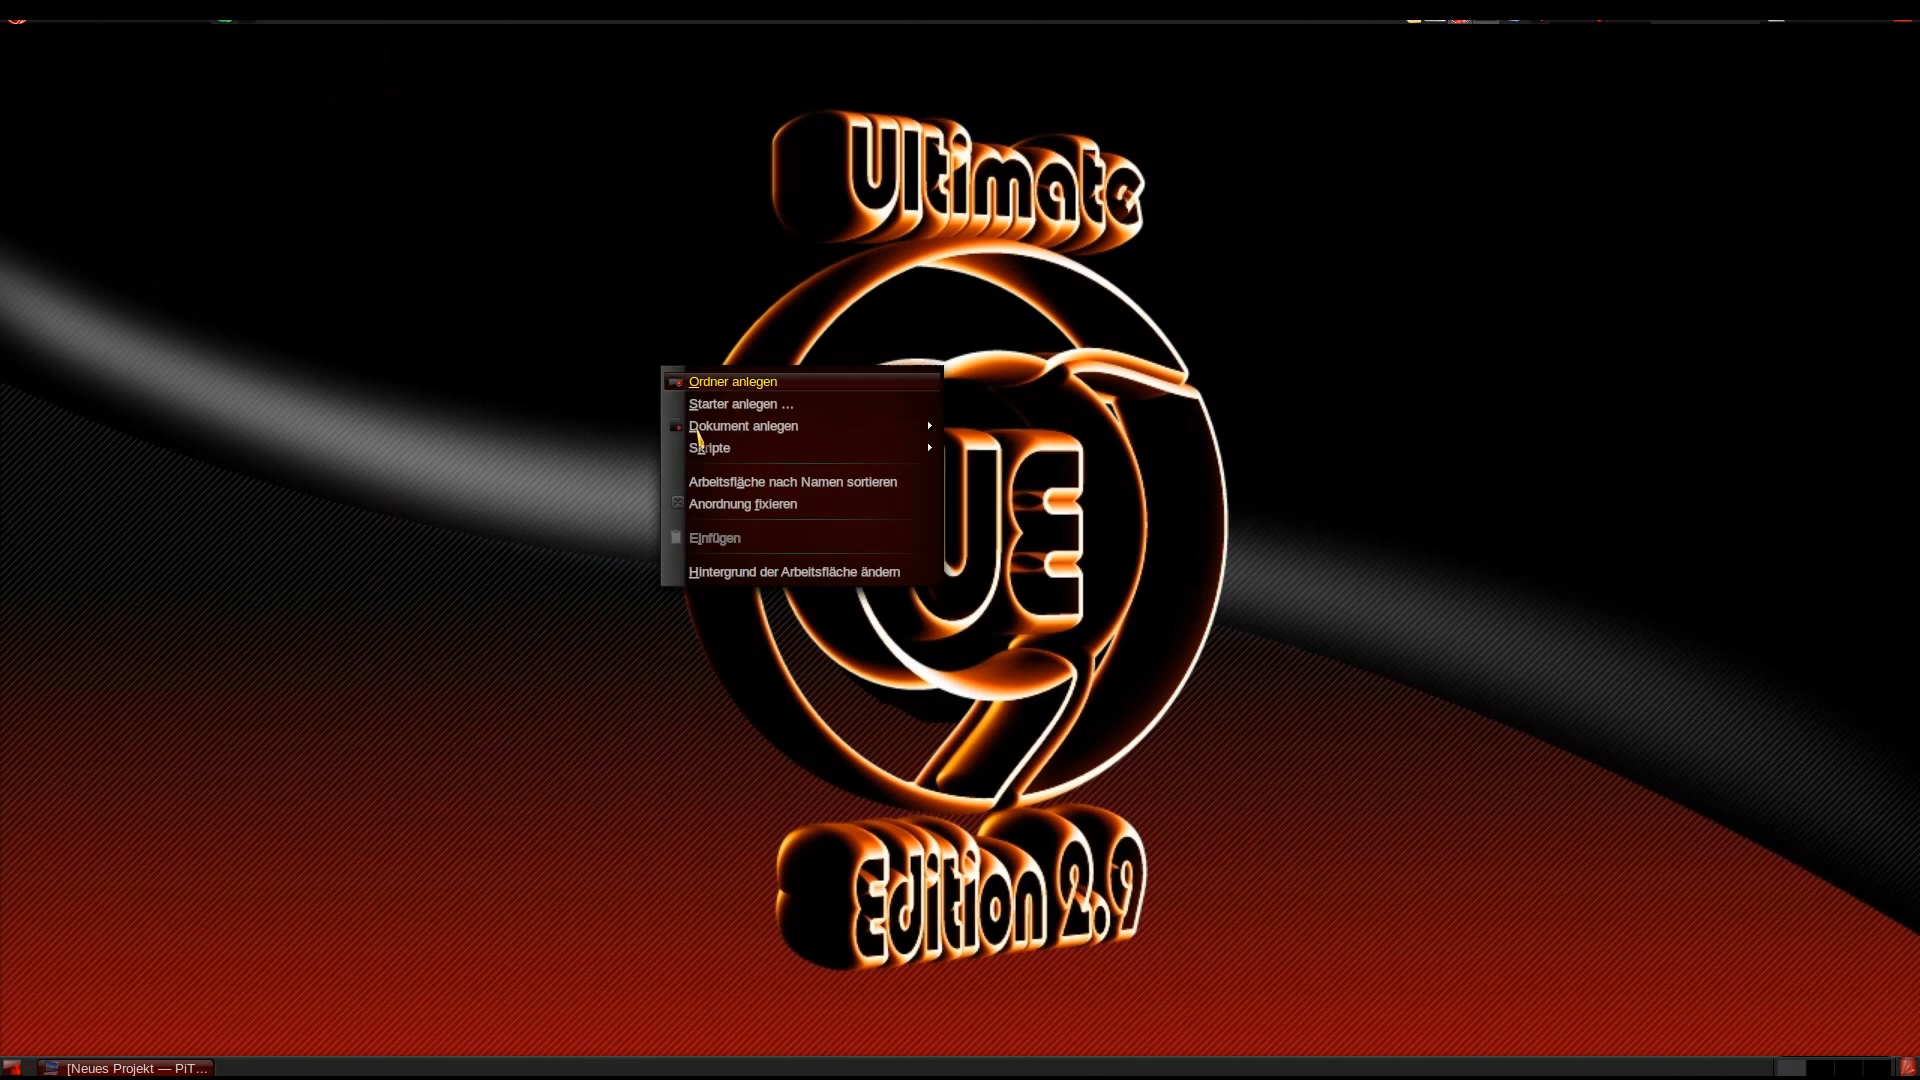 Ultimate
Ordner anlegen
Starter anlegen ...
Dokument anlegen
Skripte
Arbeitsfläche nach Namen sortieren
Anordnung fixieren
Einfügen
Hintergrund der Arbeitsfläche ändern
UE
Edition 2.9
[Neues Projekt — PiT...